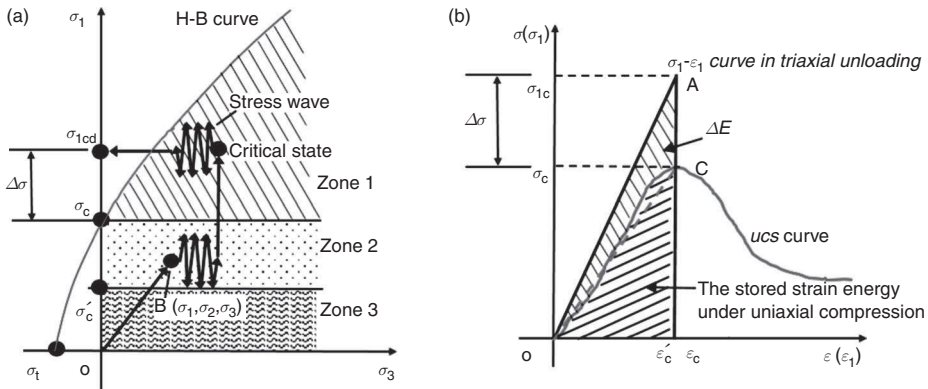 (a)
σ1
H-B curve
Stress wave
σ1cd
Critical state
Δσ
Zone 1
σc
Zone 2
B (σ1,σ2,σ3)
σ′c
Zone 3
σt
o
σ3
(b)
σ(σ1)
σ1-ε1 curve in triaxial unloading
A
σ1c
Δσ
ΔE
σc
C
ucs curve
The stored strain energy
under uniaxial compression
o
ε′c
εc
ε(ε1)